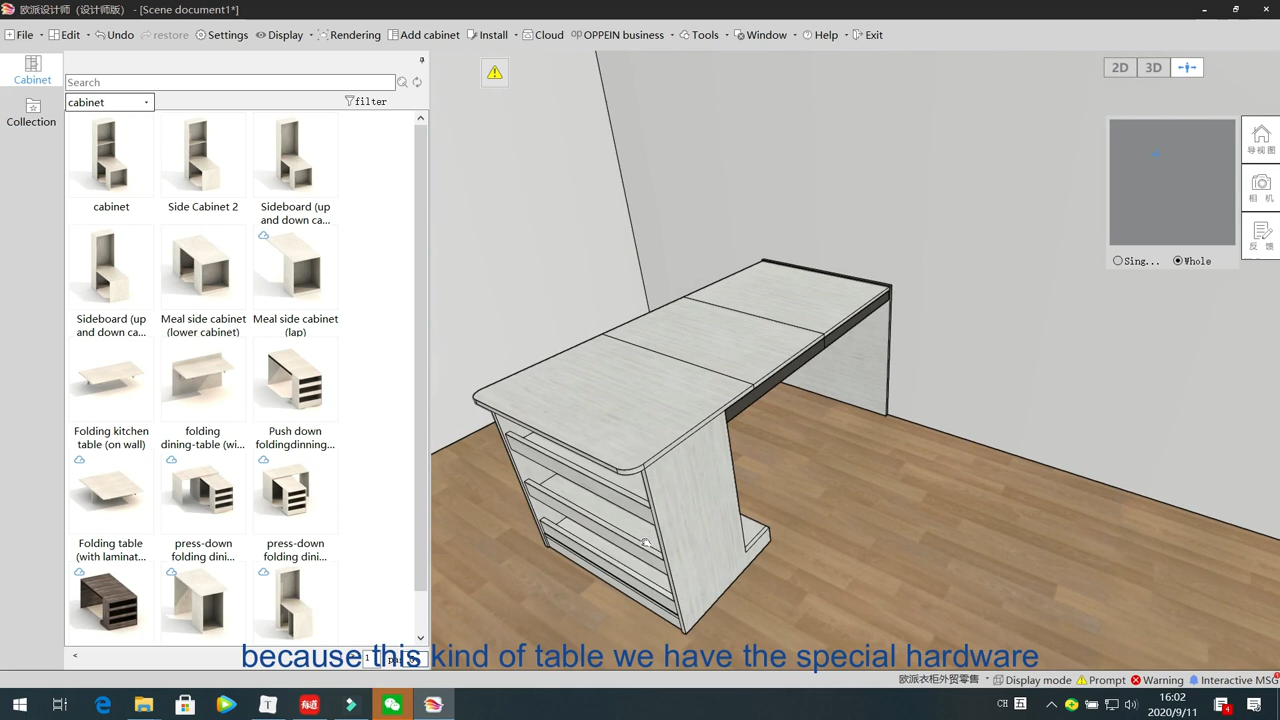 欧派设计师（设计师版） - [Scene document1*]
File Edit Undo restore Settings Display Rendering Add cabinet Install Cloud OPPEIN business Tools Window Help Exit
Cabinet
Collection
Search
cabinet
filter
cabinet
Side Cabinet 2
Sideboard (up
and down ca...
Sideboard (up
and down ca...
Meal side cabinet
(lower cabinet)
Meal side cabinet
(lap)
Folding kitchen
table (on wall)
folding
dining-table (wi...
Push down
foldingdinning...
Folding table
(with laminat...
press-down
folding dini...
press-down
folding dini...
2D 3D
导视图
相 机
反 馈
Sing... Whole
because this kind of table we have the special hardware
欧派衣柜外贸零售 Display mode Prompt Warning Interactive MSG
CH 五
16:02
2020/9/11
4